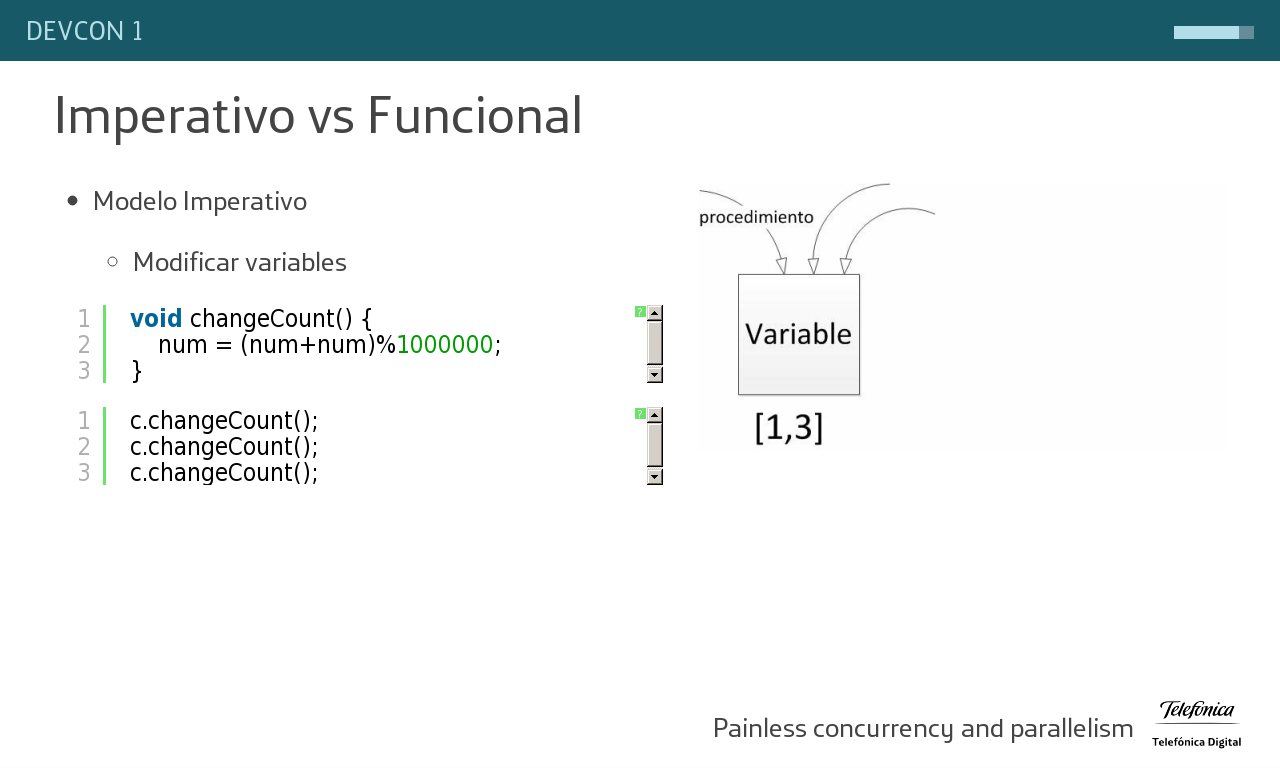 DEVCON 1
Imperativo vs Funcional
Modelo Imperativo
Modificar variables
1 void changeCount() {
2 num = (num+num)%1000000;
3 }
?
1 c.changeCount();
2 c.changeCount();
3 c.changeCount();
?
procedimiento
Variable
[1,3]
Painless concurrency and parallelism
Telefónica
Telefónica Digital